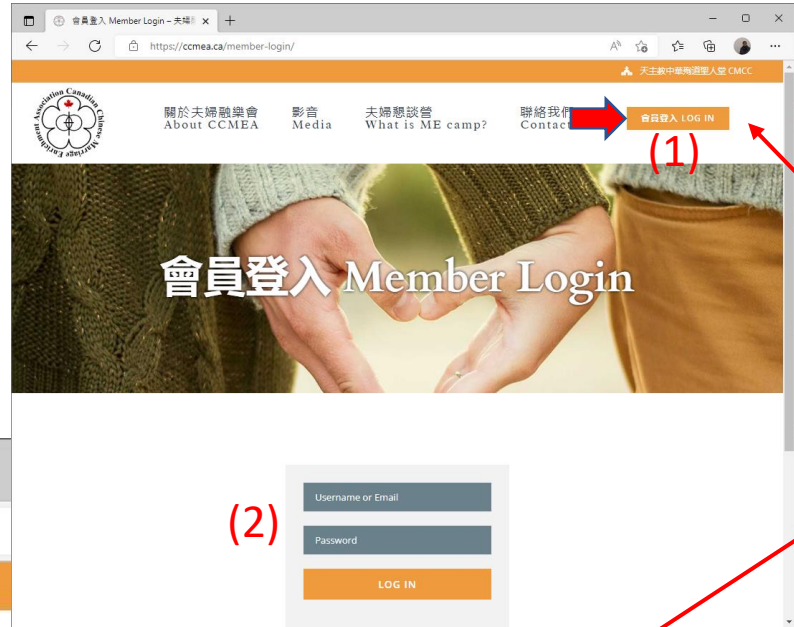 會員登入 Member Login – 夫婦
https://ccmea.ca/member-login/
天主教中華殉道聖人堂 CMCC
Association Canadian Chinese Marriage Enrichment
關於夫婦融樂會
About CCMEA
影音
Media
夫婦懇談營
What is ME camp?
聯絡我們
Contact
會員登入 LOG IN
(1)
會員登入 Member Login
(2)
Username or Email
Password
LOG IN